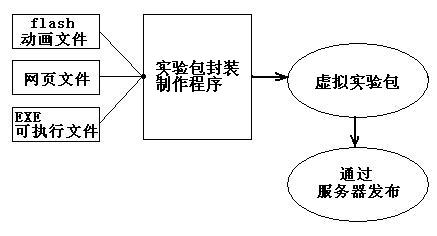 flash
动画文件
网页文件
EXE
可执行文件
实验包封装
制作程序
虚拟实验包
通过
服务器发布